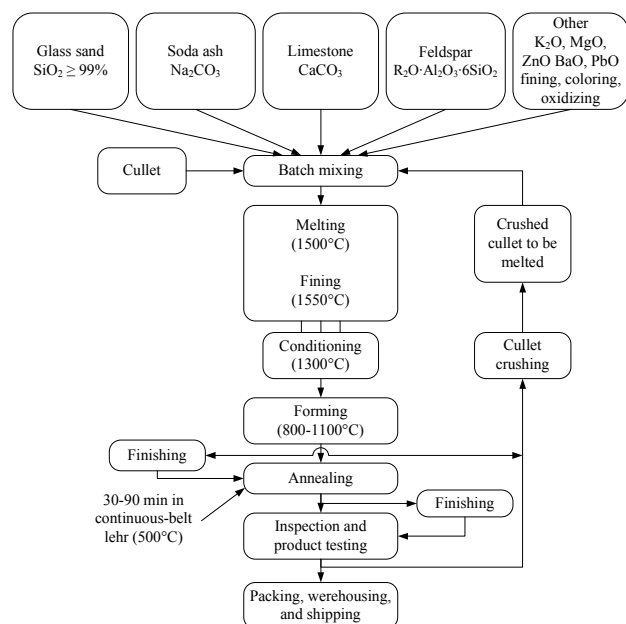 Glass sand
SiO₂ ≥ 99%
Soda ash
Na₂CO₃
Limestone
CaCO₃
Feldspar
R₂O·Al₂O₃·6SiO₂
Other
K₂O, MgO,
ZnO BaO, PbO
fining, coloring,
oxidizing
Cullet
Batch mixing
Melting
(1500°C)
Fining
(1550°C)
Crushed
cullet to be
melted
Conditioning
(1300°C)
Cullet
crushing
Forming
(800-1100°C)
Finishing
Annealing
30-90 min in
continuous-belt
lehr (500°C)
Finishing
Inspection and
product testing
Packing, werehousing,
and shipping